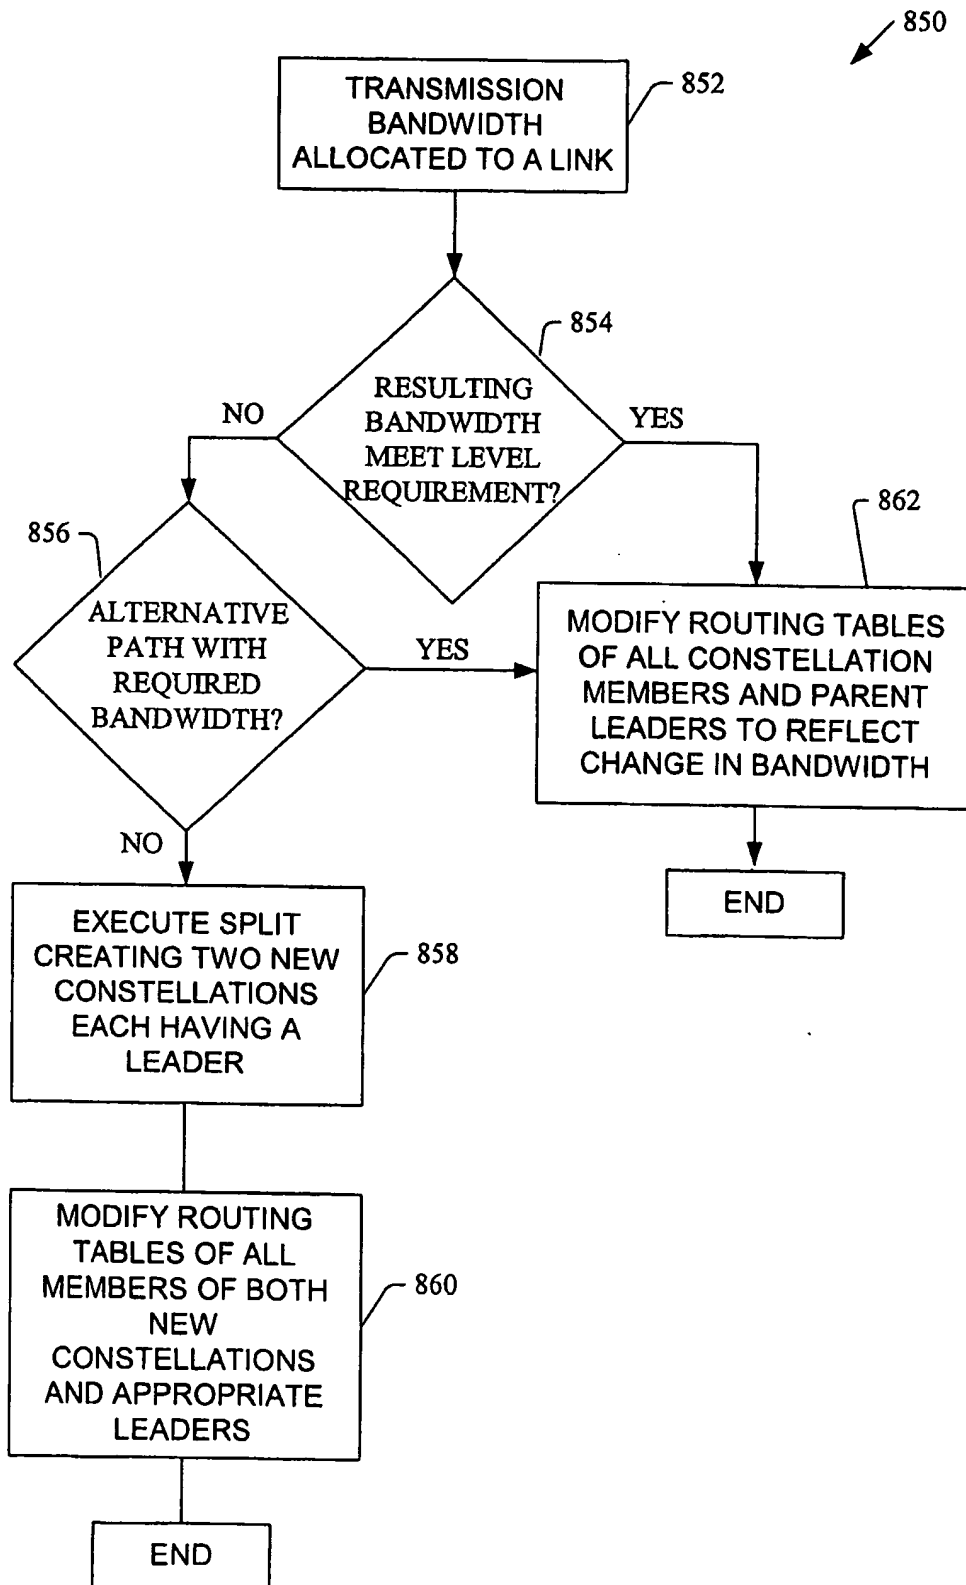 850
TRANSMISSION
BANDWIDTH
ALLOCATED TO A LINK
852
854
RESULTING
BANDWIDTH
MEET LEVEL
REQUIREMENT?
NO
YES
856
ALTERNATIVE
PATH WITH
REQUIRED
BANDWIDTH?
YES
862
MODIFY ROUTING TABLES
OF ALL CONSTELLATION
MEMBERS AND PARENT
LEADERS TO REFLECT
CHANGE IN BANDWIDTH
NO
END
EXECUTE SPLIT
CREATING TWO NEW
CONSTELLATIONS
EACH HAVING A
LEADER
858
MODIFY ROUTING
TABLES OF ALL
MEMBERS OF BOTH
NEW
CONSTELLATIONS
AND APPROPRIATE
LEADERS
860
END